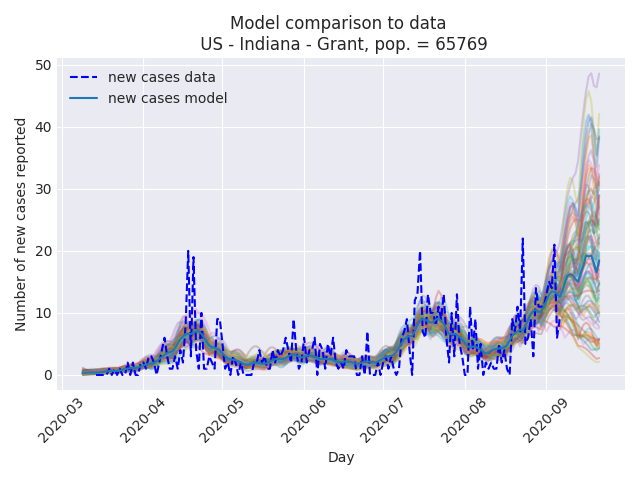 Model comparison to data
US - Indiana - Grant, pop. = 65769
new cases data
new cases model
Number of new cases reported
50
40
30
20
10
0
2020-03
2020-04
2020-05
2020-06
2020-07
2020-08
2020-09
Day